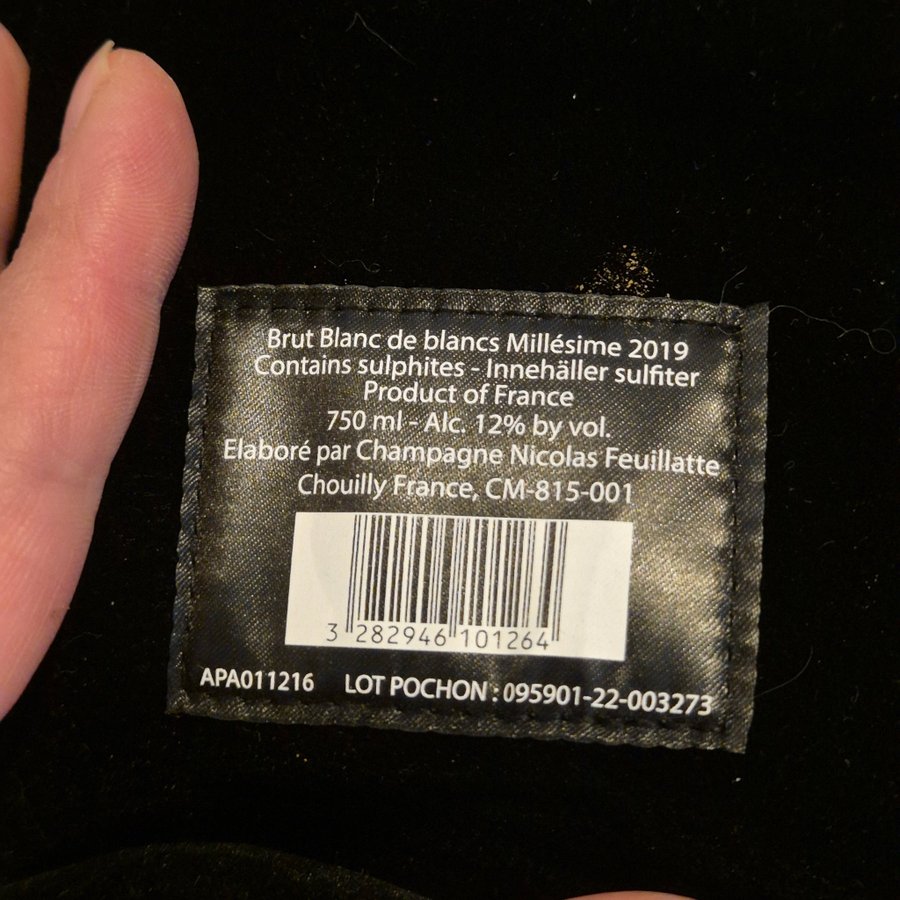 Brut Blanc de blancs Millésime 2019
Contains sulphites - Innehäller sulfiter
Product of France
750 ml - Alc. 12% by vol.
Elaboré par Champagne Nicolas Feuillatte
Chouilly France, CM-815-001
3 282946 101264
APA011216 LOT POCHON : 095901-22-003273